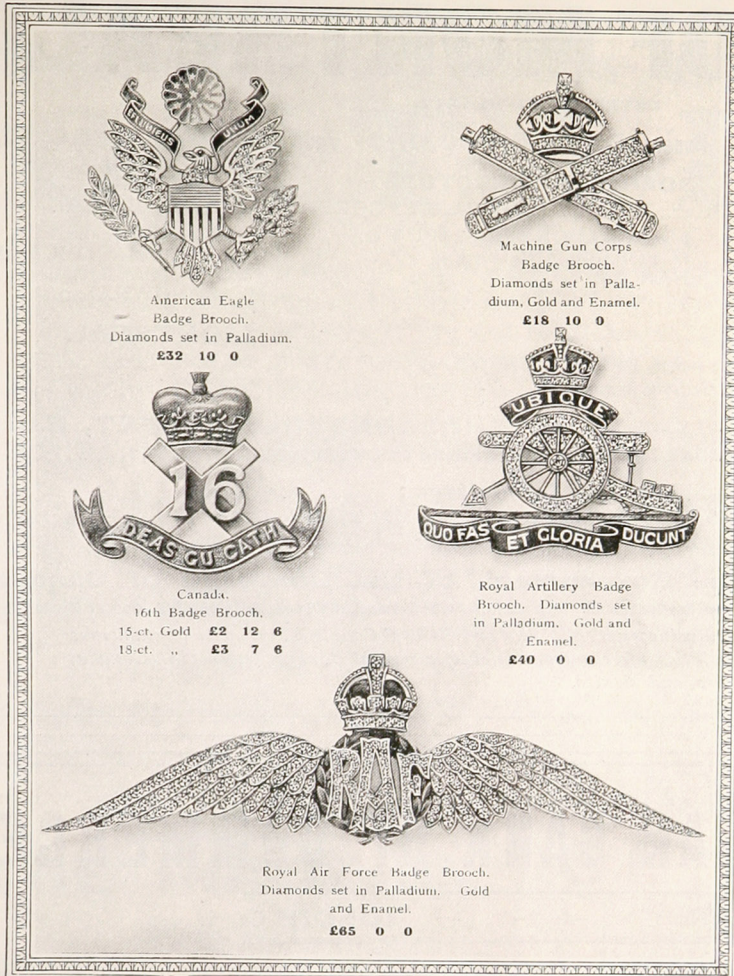 E PLURIBUS UNUM
American Eagle
Badge Brooch.
Diamonds set in Palladium.
£32 10 0
Machine Gun Corps
Badge Brooch.
Diamonds set in Palla-
dium, Gold and Enamel.
£18 10 0
16
DEAS GU CATH
Canada.
16th Badge Brooch.
15-ct. Gold £2 12 6
18-ct. ,, £3 7 6
UBIQUE
QUO FAS ET GLORIA DUCUNT
Royal Artillery Badge
Brooch. Diamonds set
in Palladium. Gold and
Enamel.
£40 0 0
RAF
Royal Air Force Badge Brooch.
Diamonds set in Palladium. Gold
and Enamel.
£65 0 0